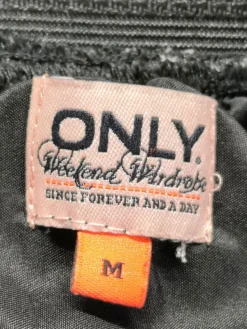 ONLY.
Weekend Wardrobe
SINCE FOREVER AND A DAY
M